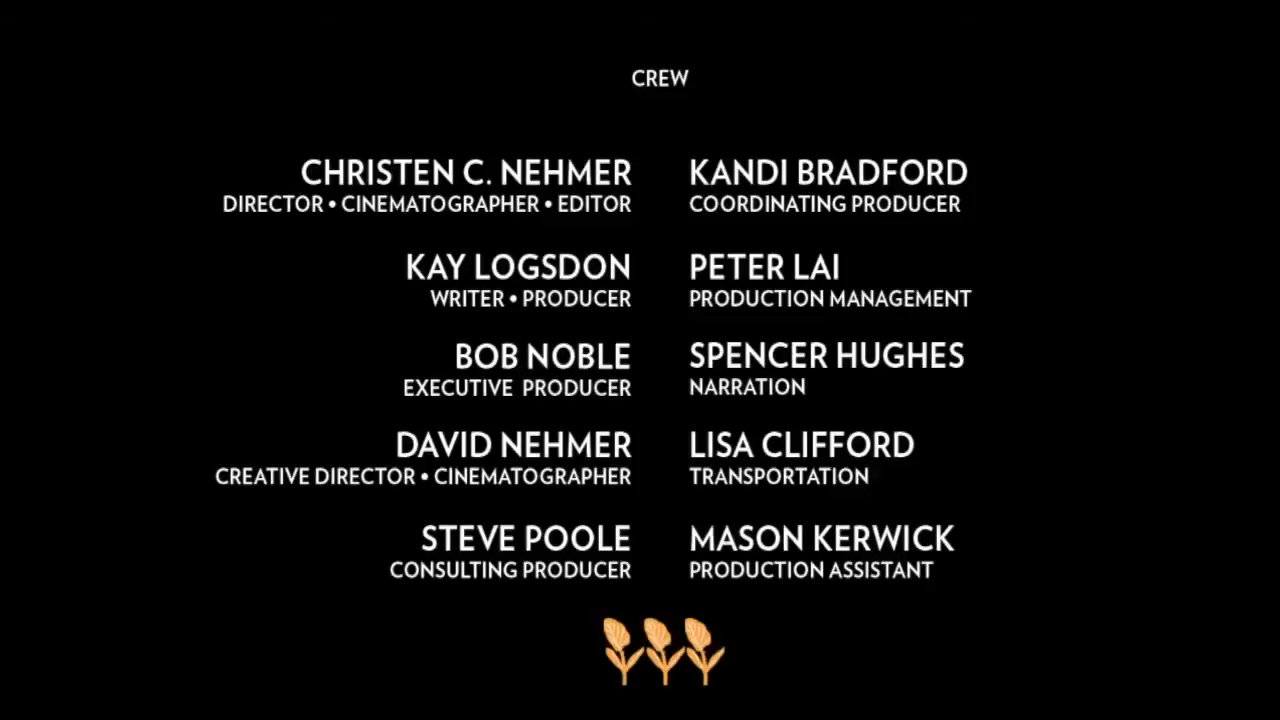 CREW
CHRISTEN C. NEHMER
DIRECTOR • CINEMATOGRAPHER • EDITOR
KAY LOGSDON
WRITER • PRODUCER
BOB NOBLE
EXECUTIVE PRODUCER
DAVID NEHMER
CREATIVE DIRECTOR • CINEMATOGRAPHER
STEVE POOLE
CONSULTING PRODUCER
KANDI BRADFORD
COORDINATING PRODUCER
PETER LAI
PRODUCTION MANAGEMENT
SPENCER HUGHES
NARRATION
LISA CLIFFORD
TRANSPORTATION
MASON KERWICK
PRODUCTION ASSISTANT